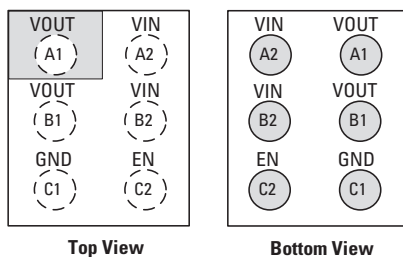 VOUT VIN VIN VOUT
A1 A2 A2 A1
VOUT VIN VIN VOUT
B1 B2 B2 B1
GND EN EN GND
C1 C2 C2 C1
Top View Bottom View